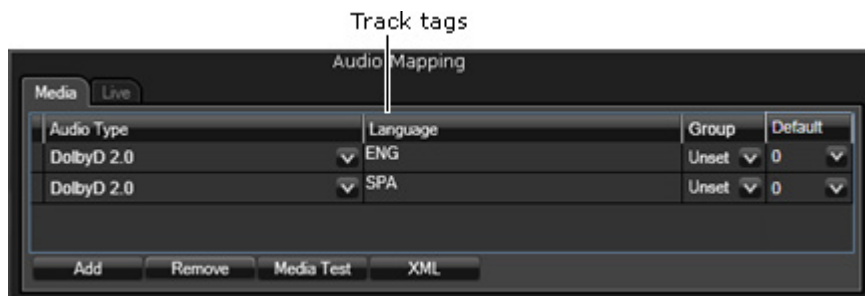 Track tags
Audio Mapping
Media Live
Audio Type Language Group Default
DolbyD 2.0 ENG Unset 0
DolbyD 2.0 SPA Unset 0
Add Remove Media Test XML